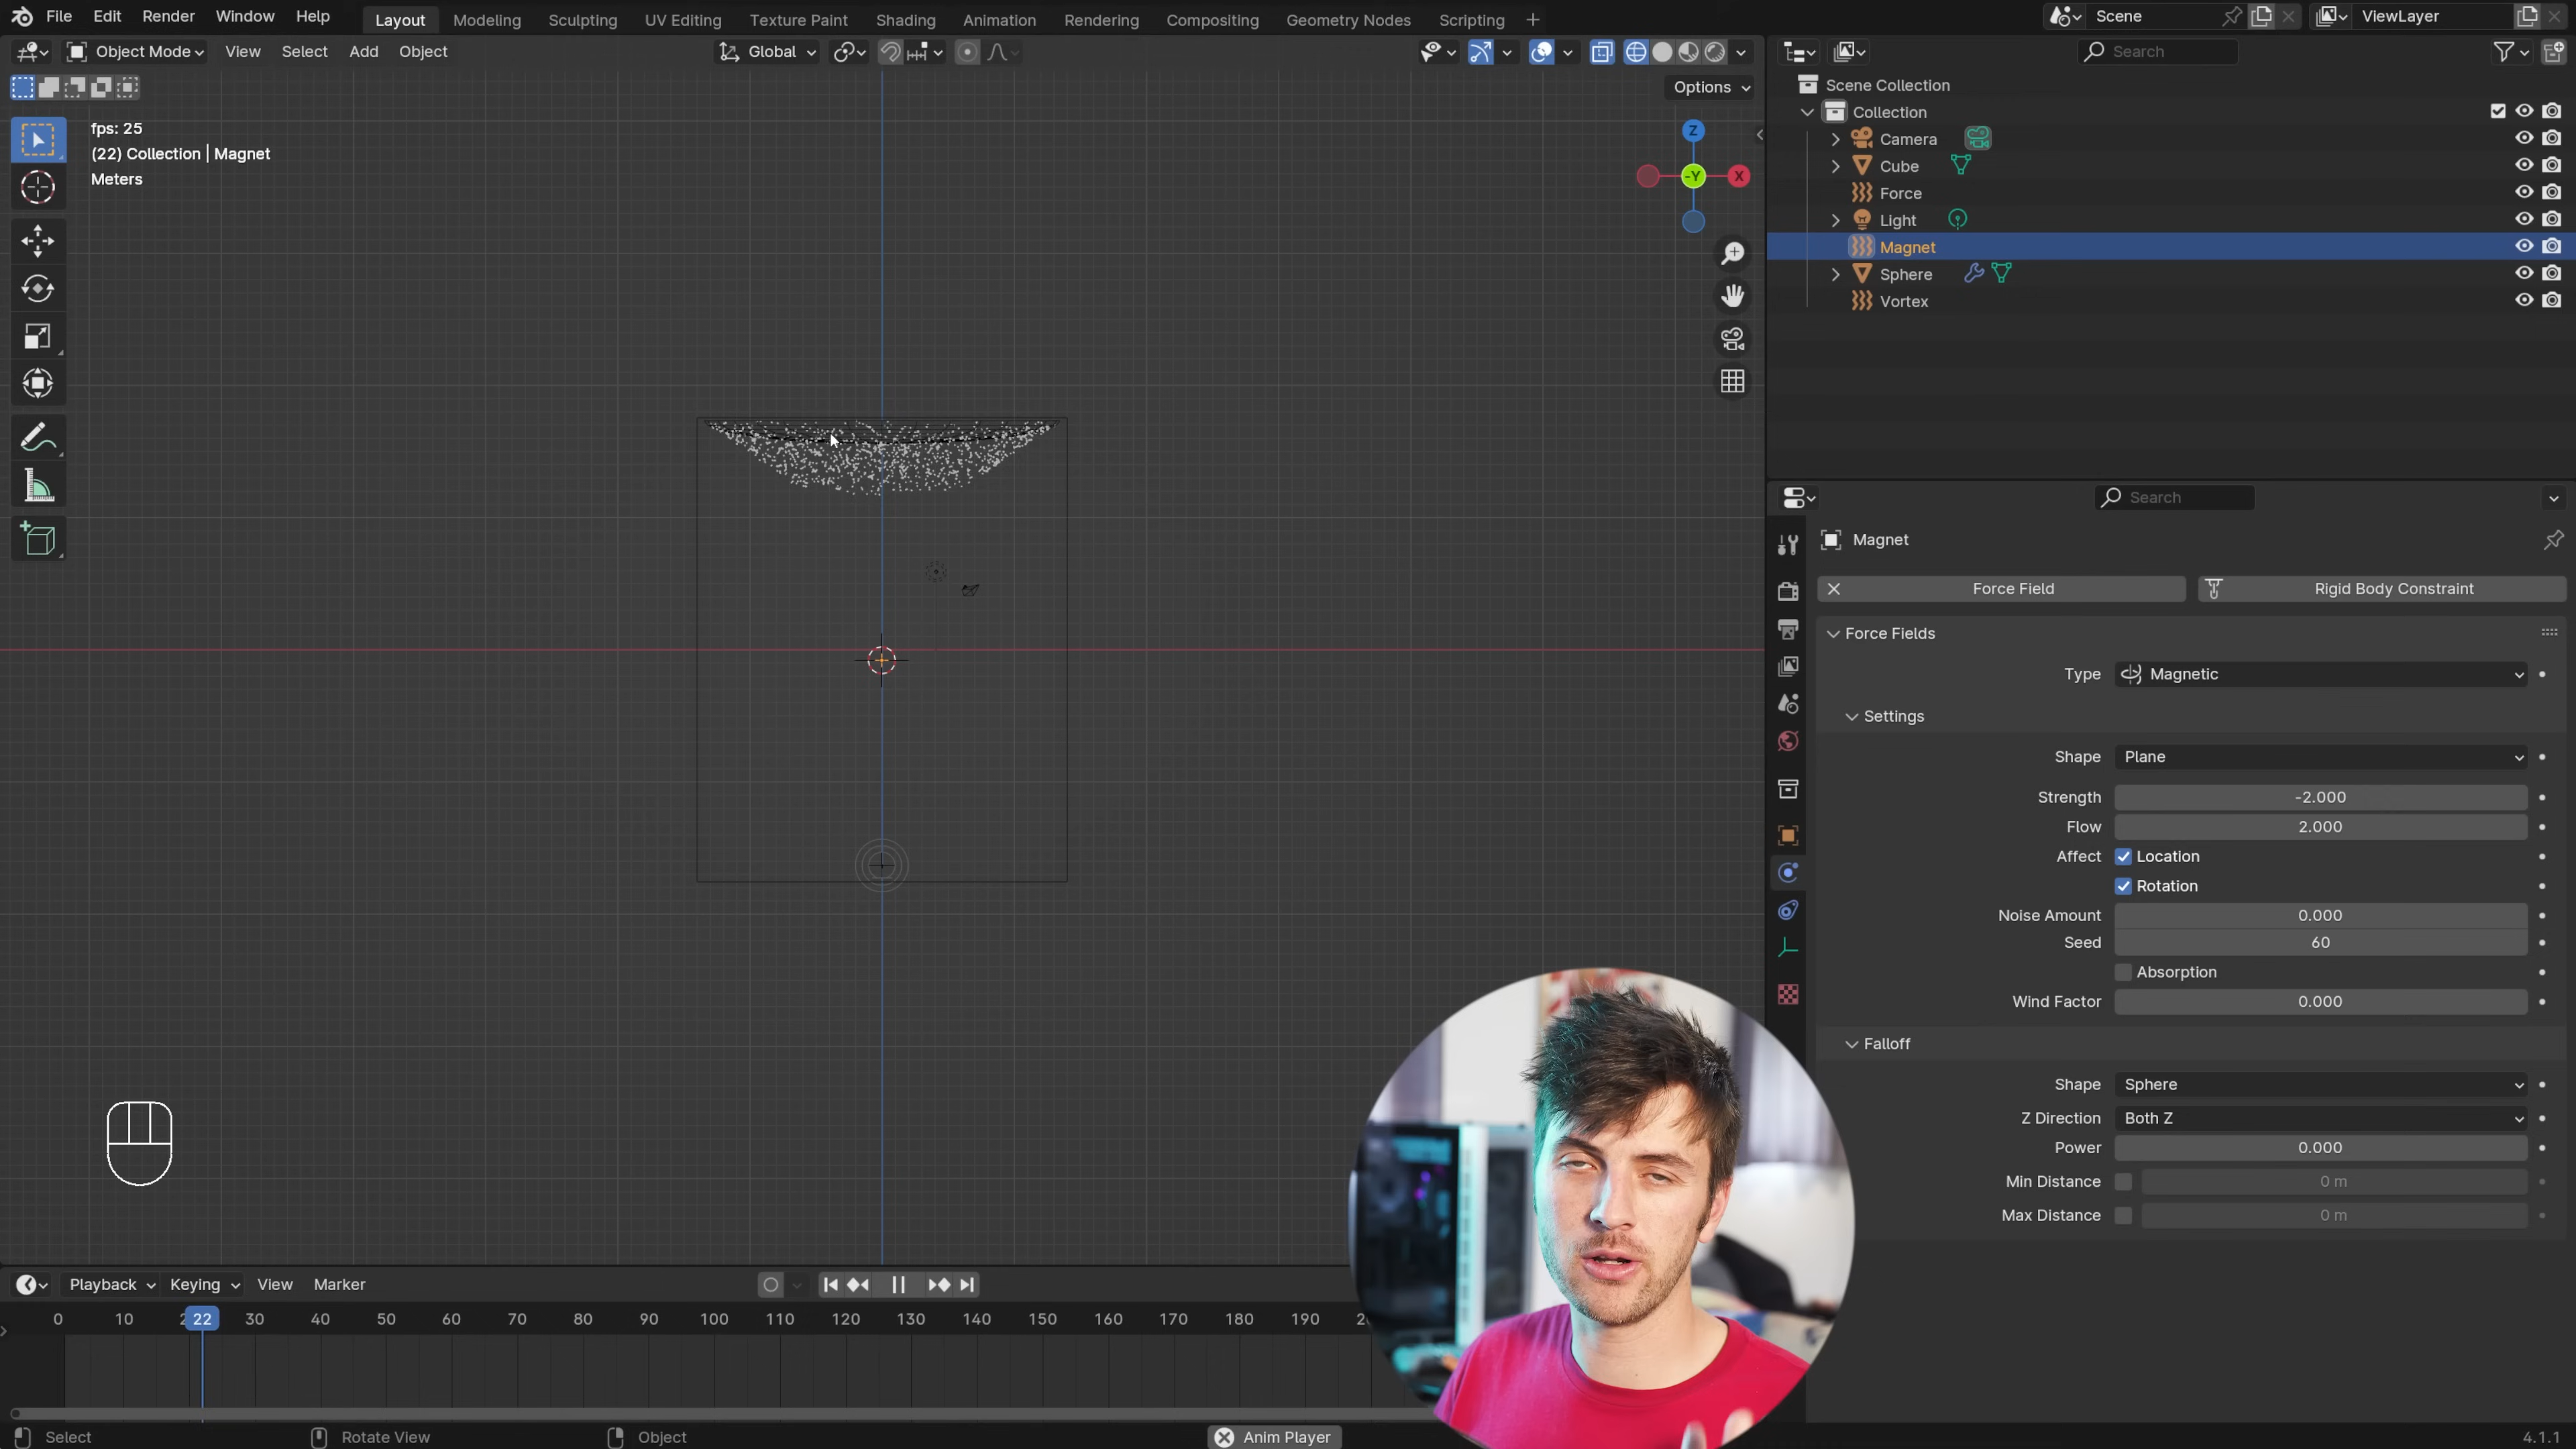 File Edit Render Window Help Layout Modeling Sculpting UV Editing Texture Paint Shading Animation Rendering Compositing Geometry Nodes Scripting Scene ViewLayer
Object Mode View Select Add Object Global Search
Options
fps: 25
(22) Collection | Magnet
Meters
Z
-Y
X
Scene Collection
Collection
Camera
Cube
Force
Light
Magnet
Sphere
Vortex
Search
Magnet
Force Field Rigid Body Constraint
Force Fields
Type Magnetic
Settings
Shape Plane
Strength -2.000
Flow 2.000
Affect Location
Rotation
Noise Amount 0.000
Seed 60
Absorption
Wind Factor 0.000
Falloff
Shape Sphere
Z Direction Both Z
Power 0.000
Min Distance 0 m
Max Distance 0 m
Playback Keying View Marker
0 10 22 30 40 50 60 70 80 90 100 110 120 130 140 150 160 170 180 190
Select Rotate View Object Anim Player 4.1.1